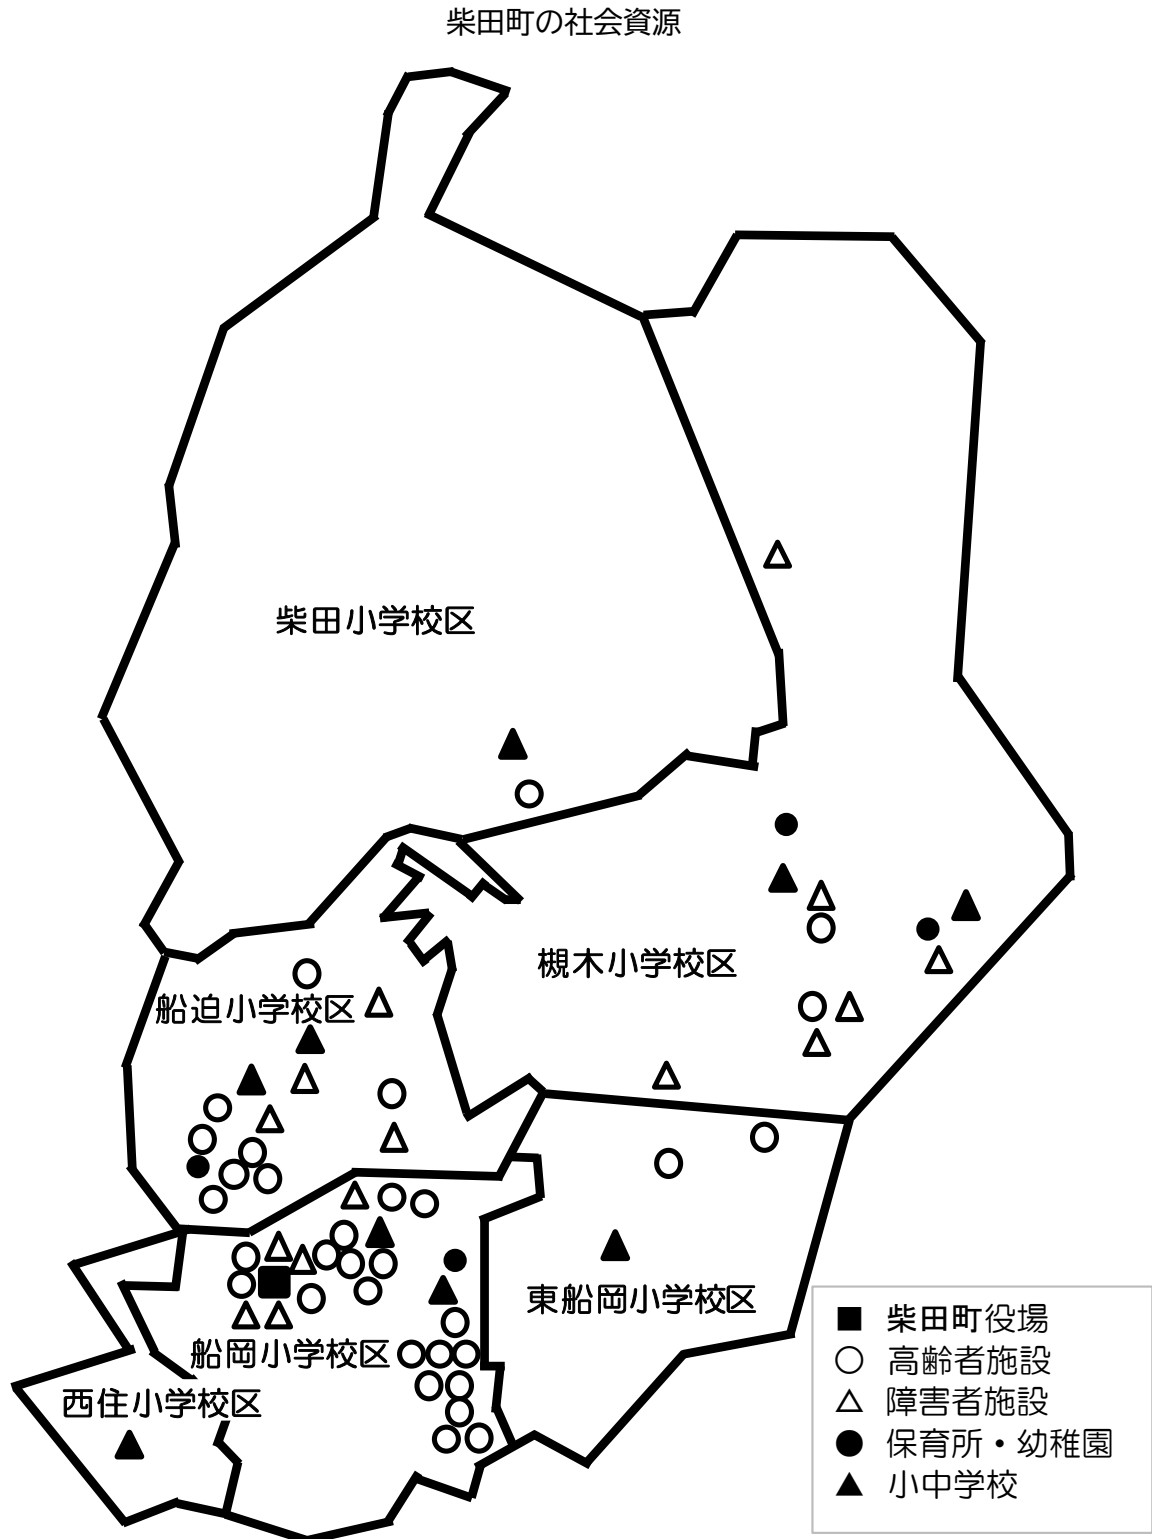 柴田町の社会資源
柴田小学校区
槻木小学校区
船迫小学校区
東船岡小学校区
船岡小学校区
西住小学校区
柴田町役場
高齢者施設
障害者施設
保育所・幼稚園
小中学校